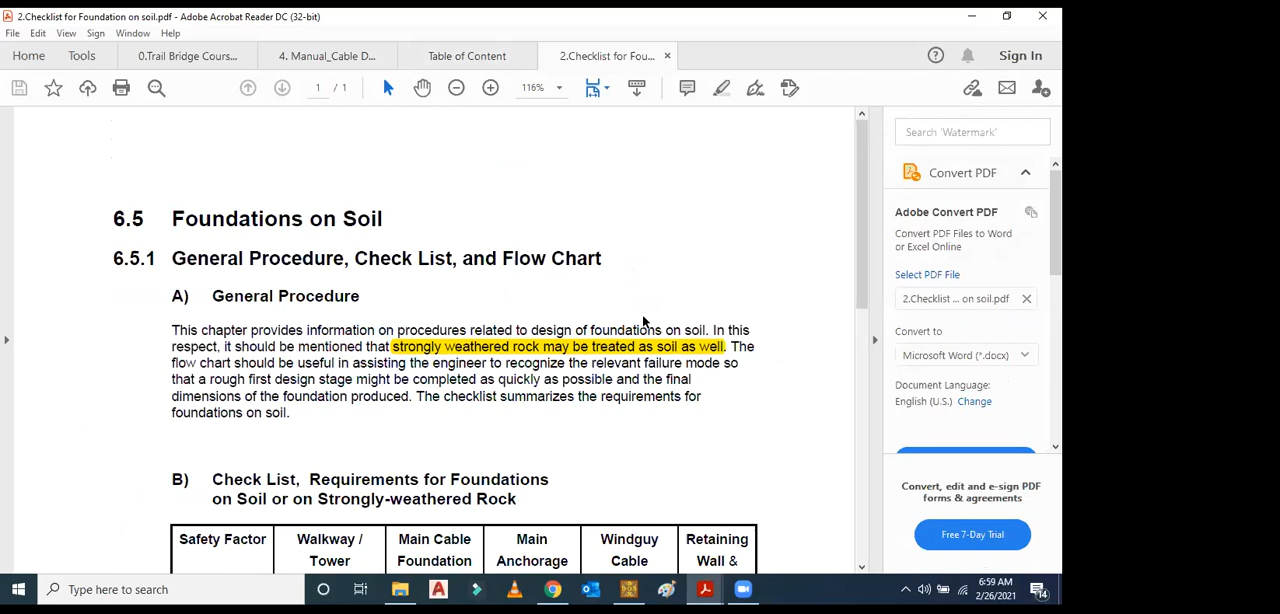 2.Checklist for Foundation on soil.pdf - Adobe Acrobat Reader DC (32-bit)
File Edit View Sign Window Help
Home Tools 0.Trail Bridge Cours... 4. Manual_Cable D... Table of Content 2.Checklist for Fou... ×
Sign In
1 / 1 116%
Search 'Watermark'
Convert PDF
Adobe Convert PDF
Convert PDF Files to Word
or Excel Online
Select PDF File
2.Checklist ... on soil.pdf
Convert to
Microsoft Word (*.docx)
Document Language:
English (U.S.) Change
Convert, edit and e-sign PDF
forms & agreements
Free 7-Day Trial
6.5 Foundations on Soil
6.5.1 General Procedure, Check List, and Flow Chart
A) General Procedure
This chapter provides information on procedures related to design of foundations on soil. In this
respect, it should be mentioned that strongly weathered rock may be treated as soil as well. The
flow chart should be useful in assisting the engineer to recognize the relevant failure mode so
that a rough first design stage might be completed as quickly as possible and the final
dimensions of the foundation produced. The checklist summarizes the requirements for
foundations on soil.
B) Check List, Requirements for Foundations
on Soil or on Strongly-weathered Rock
Safety Factor Walkway / Main Cable Main Windguy Retaining
Tower Foundation Anchorage Cable Wall &
Type here to search
6:59 AM
2/26/2021
14